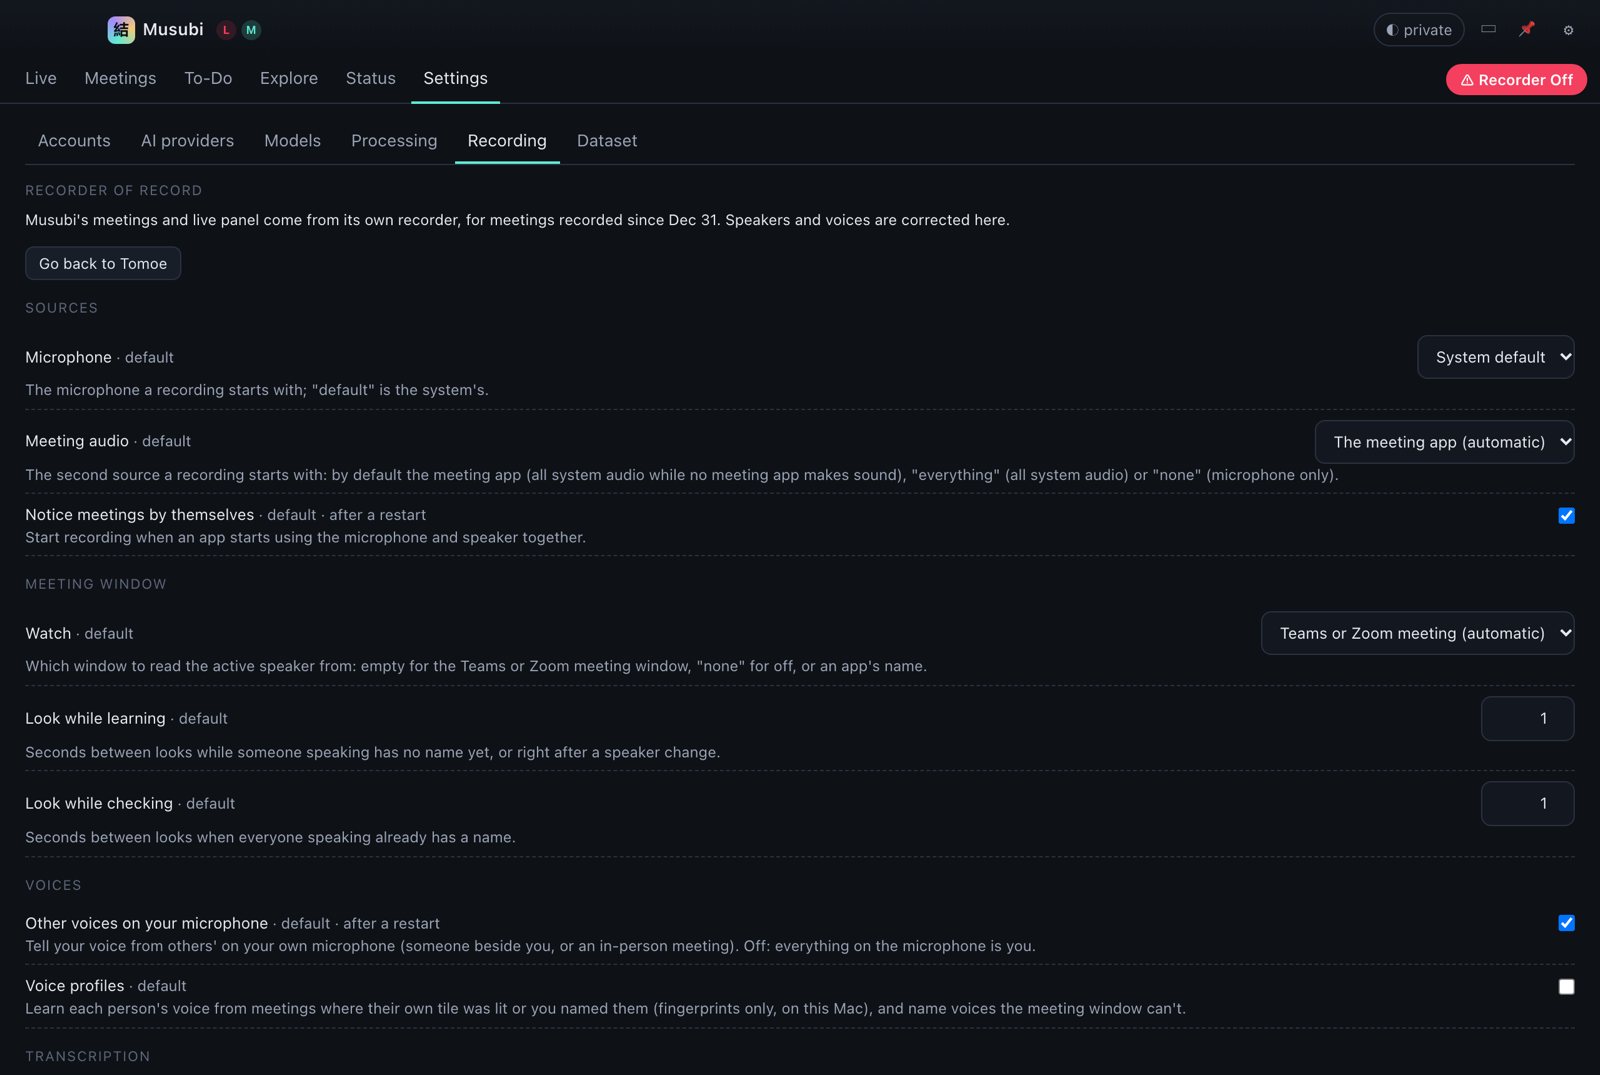 結 Musubi L M
private
Live Meetings To-Do Explore Status Settings
Recorder Off
Accounts AI providers Models Processing Recording Dataset
RECORDER OF RECORD
Musubi's meetings and live panel come from its own recorder, for meetings recorded since Dec 31. Speakers and voices are corrected here.
Go back to Tomoe
SOURCES
Microphone · default
System default
The microphone a recording starts with; "default" is the system's.
Meeting audio · default
The meeting app (automatic)
The second source a recording starts with: by default the meeting app (all system audio while no meeting app makes sound), "everything" (all system audio) or "none" (microphone only).
Notice meetings by themselves · default · after a restart
Start recording when an app starts using the microphone and speaker together.
MEETING WINDOW
Watch · default
Teams or Zoom meeting (automatic)
Which window to read the active speaker from: empty for the Teams or Zoom meeting window, "none" for off, or an app's name.
Look while learning · default
1
Seconds between looks while someone speaking has no name yet, or right after a speaker change.
Look while checking · default
1
Seconds between looks when everyone speaking already has a name.
VOICES
Other voices on your microphone · default · after a restart
Tell your voice from others' on your own microphone (someone beside you, or an in-person meeting). Off: everything on the microphone is you.
Voice profiles · default
Learn each person's voice from meetings where their own tile was lit or you named them (fingerprints only, on this Mac), and name voices the meeting window can't.
TRANSCRIPTION